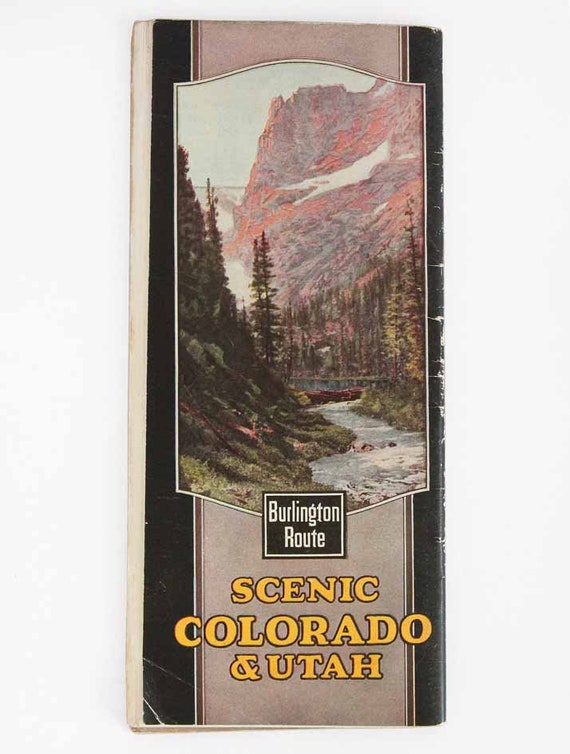 Burlington
Route
SCENIC
COLORADO
& UTAH